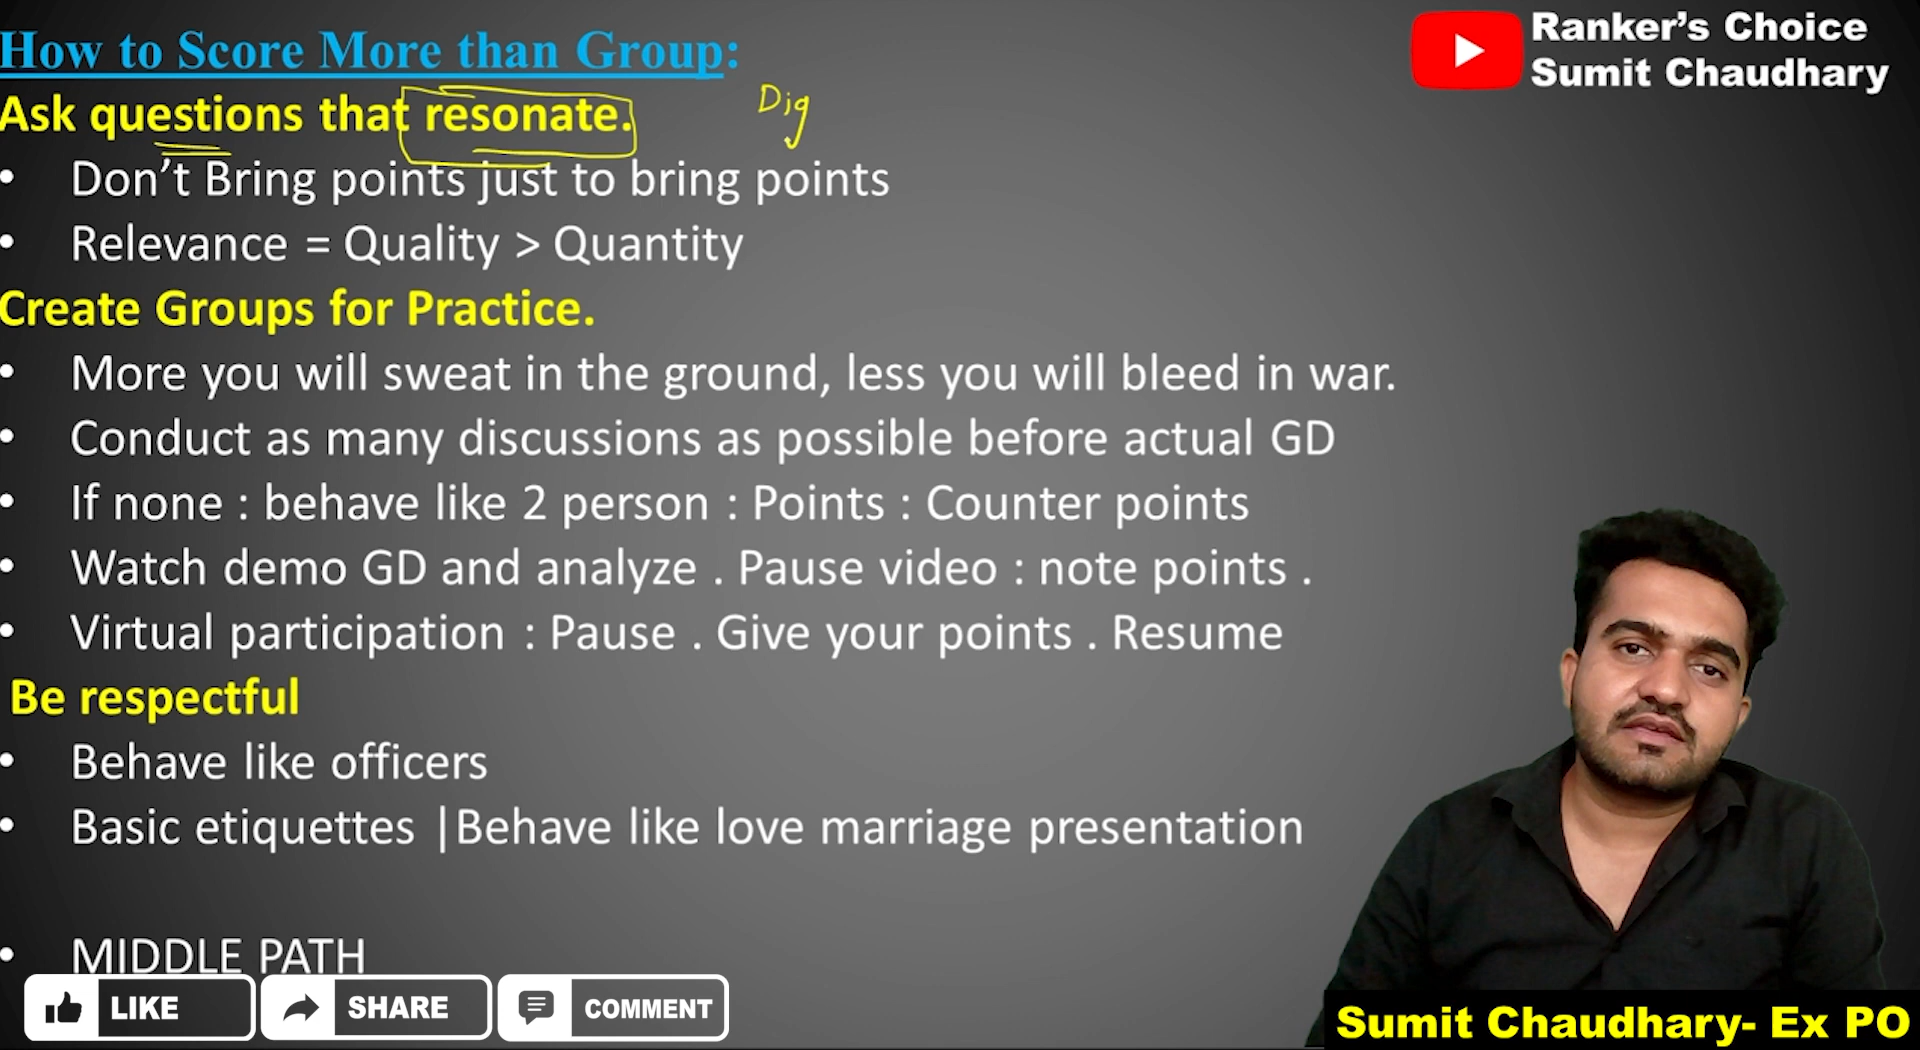 How to Score More than Group:
Ask questions that resonate.
Dig
• Don’t Bring points just to bring points
• Relevance = Quality > Quantity
Create Groups for Practice.
• More you will sweat in the ground, less you will bleed in war.
• Conduct as many discussions as possible before actual GD
• If none : behave like 2 person : Points : Counter points
• Watch demo GD and analyze . Pause video : note points .
• Virtual participation : Pause . Give your points . Resume
Be respectful
• Behave like officers
• Basic etiquettes |Behave like love marriage presentation
• MIDDLE PATH
LIKE
SHARE
COMMENT
Ranker’s Choice
Sumit Chaudhary
Sumit Chaudhary- Ex PO